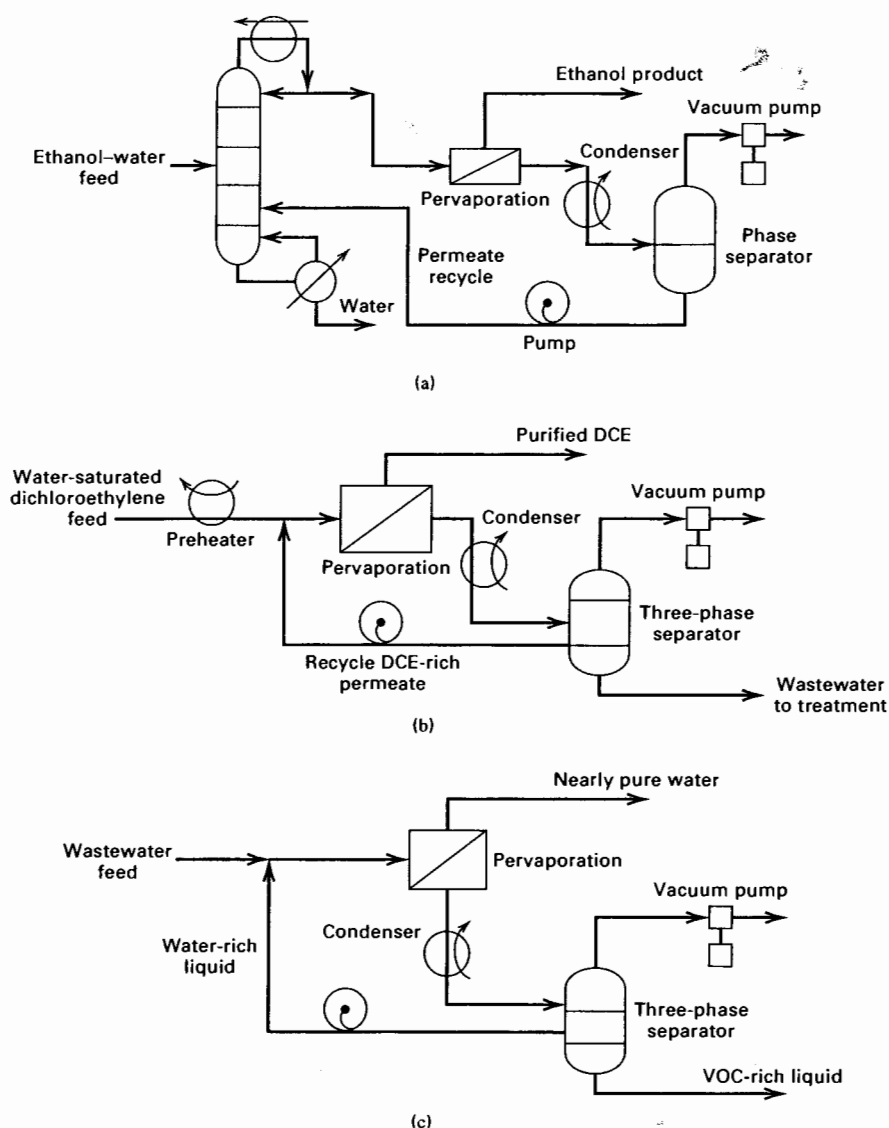 Ethanol product
Vacuum pump
Ethanol–water
feed
Condenser
Pervaporation
Phase
separator
Permeate
recycle
Water
Pump
(a)
Purified DCE
Water-saturated
dichloroethylene
feed
Vacuum pump
Condenser
Preheater
Pervaporation
Three-phase
separator
Recycle DCE-rich
permeate
Wastewater
to treatment
(b)
Nearly pure water
Wastewater
feed
Pervaporation
Vacuum pump
Condenser
Water-rich
liquid
Three-phase
separator
VOC-rich liquid
(c)